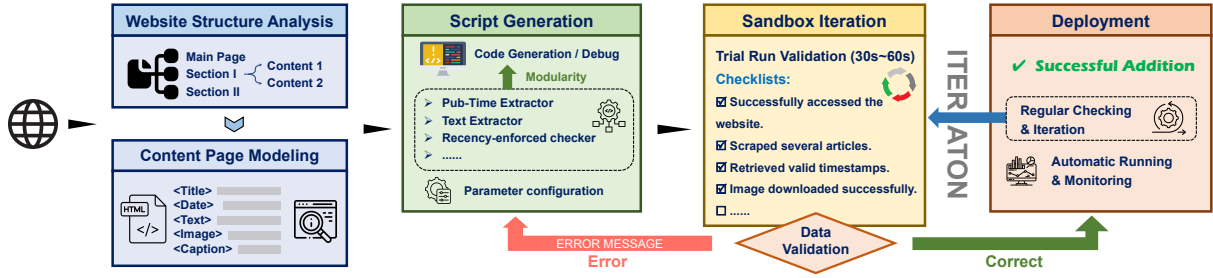 Website Structure Analysis
Main Page
Section I
Section II
Content 1
Content 2
Content Page Modeling
HTML
</>
<Title>
<Date>
<Text>
<Image>
<Caption>
Script Generation
Code Generation / Debug
Modularity
Pub-Time Extractor
Text Extractor
Recency-enforced checker
......
Parameter configuration
Sandbox Iteration
Trial Run Validation (30s~60s)
Checklists:
Successfully accessed the
website.
Scraped several articles.
Retrieved valid timestamps.
Image downloaded successfully.
......
ERROR MESSAGE
Error
Data
Validation
Correct
ITERATON
Deployment
Successful Addition
Regular Checking
& Iteration
Automatic Running
& Monitoring